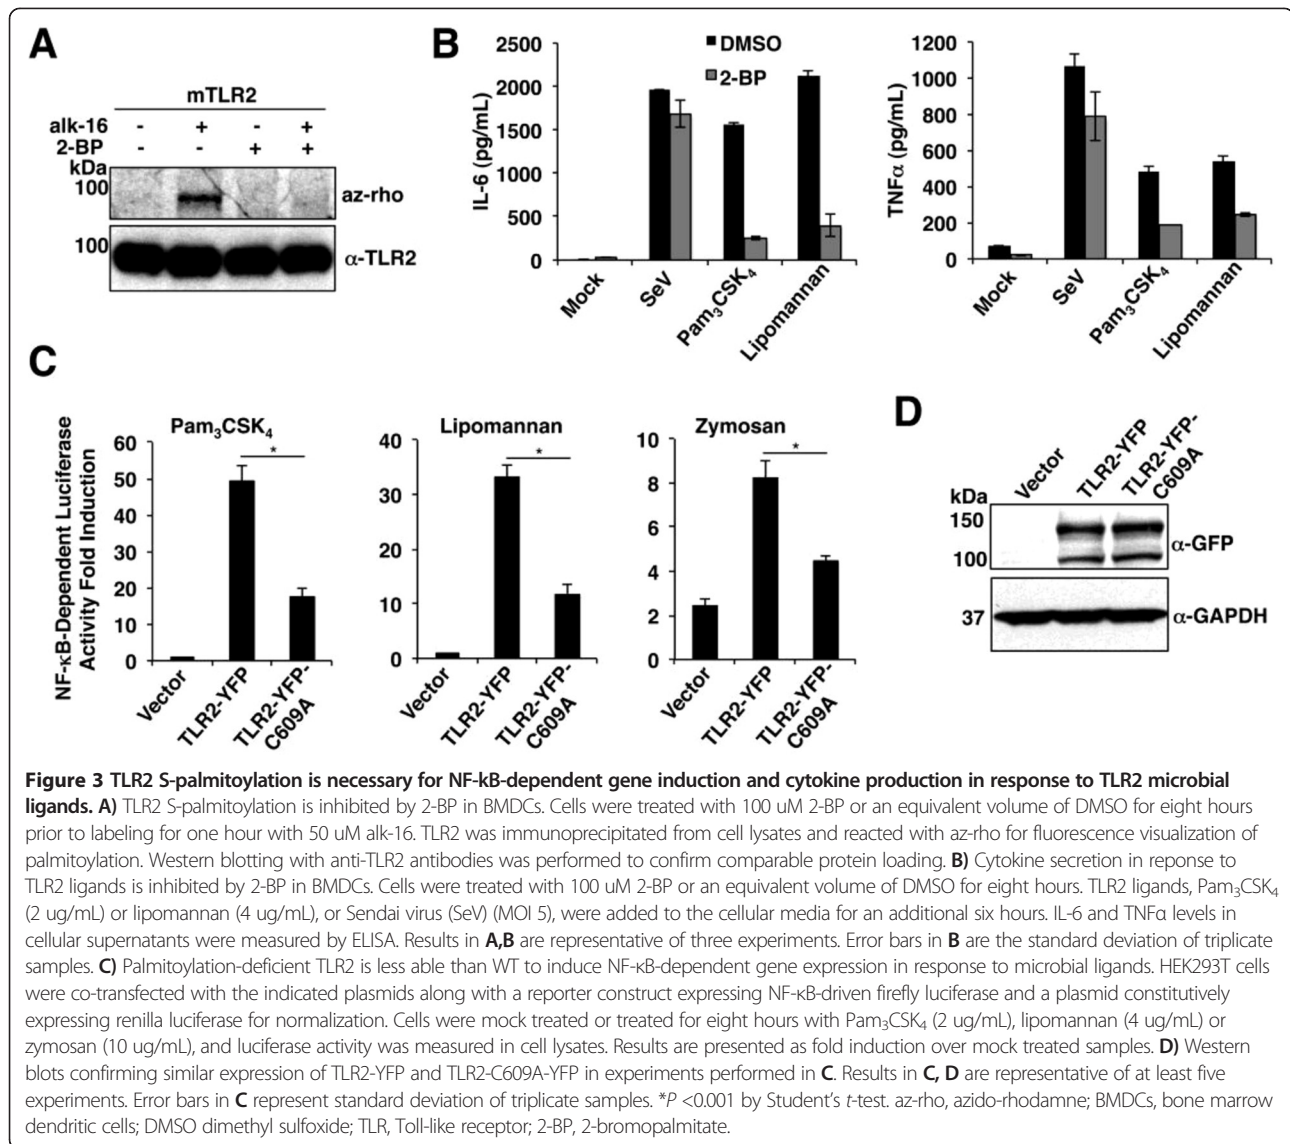 A
mTLR2
alk-16 - + - +
2-BP - - + +
kDa
100
az-rho
100
α-TLR2
B
DMSO
2-BP
IL-6 (pg/mL)
2500
2000
1500
1000
500
0
Mock
SeV
Pam₃CSK₄
Lipomannan
TNFα (pg/mL)
1200
1000
800
600
400
200
0
Mock
SeV
Pam₃CSK₄
Lipomannan
C
NF-κB-Dependent Luciferase
Activity Fold Induction
Pam₃CSK₄
60
50
40
30
20
10
0
*
Vector
TLR2-YFP
TLR2-YFP-
C609A
Lipomannan
40
30
20
10
0
*
Vector
TLR2-YFP
TLR2-YFP-
C609A
Zymosan
10
8
6
4
2
0
*
Vector
TLR2-YFP
TLR2-YFP-
C609A
D
Vector
TLR2-YFP
TLR2-YFP-
C609A
kDa
150
100
α-GFP
37
α-GAPDH
Figure 3 TLR2 S-palmitoylation is necessary for NF-kB-dependent gene induction and cytokine production in response to TLR2 microbial
ligands. A) TLR2 S-palmitoylation is inhibited by 2-BP in BMDCs. Cells were treated with 100 uM 2-BP or an equivalent volume of DMSO for eight hours
prior to labeling for one hour with 50 uM alk-16. TLR2 was immunoprecipitated from cell lysates and reacted with az-rho for fluorescence visualization of
palmitoylation. Western blotting with anti-TLR2 antibodies was performed to confirm comparable protein loading. B) Cytokine secretion in reponse to
TLR2 ligands is inhibited by 2-BP in BMDCs. Cells were treated with 100 uM 2-BP or an equivalent volume of DMSO for eight hours. TLR2 ligands, Pam₃CSK₄
(2 ug/mL) or lipomannan (4 ug/mL), or Sendai virus (SeV) (MOI 5), were added to the cellular media for an additional six hours. IL-6 and TNFα levels in
cellular supernatants were measured by ELISA. Results in A,B are representative of three experiments. Error bars in B are the standard deviation of triplicate
samples. C) Palmitoylation-deficient TLR2 is less able than WT to induce NF-κB-dependent gene expression in response to microbial ligands. HEK293T cells
were co-transfected with the indicated plasmids along with a reporter construct expressing NF-κB-driven firefly luciferase and a plasmid constitutively
expressing renilla luciferase for normalization. Cells were mock treated or treated for eight hours with Pam₃CSK₄ (2 ug/mL), lipomannan (4 ug/mL) or
zymosan (10 ug/mL), and luciferase activity was measured in cell lysates. Results are presented as fold induction over mock treated samples. D) Western
blots confirming similar expression of TLR2-YFP and TLR2-C609A-YFP in experiments performed in C. Results in C, D are representative of at least five
experiments. Error bars in C represent standard deviation of triplicate samples. *P <0.001 by Student's t-test. az-rho, azido-rhodamne; BMDCs, bone marrow
dendritic cells; DMSO dimethyl sulfoxide; TLR, Toll-like receptor; 2-BP, 2-bromopalmitate.